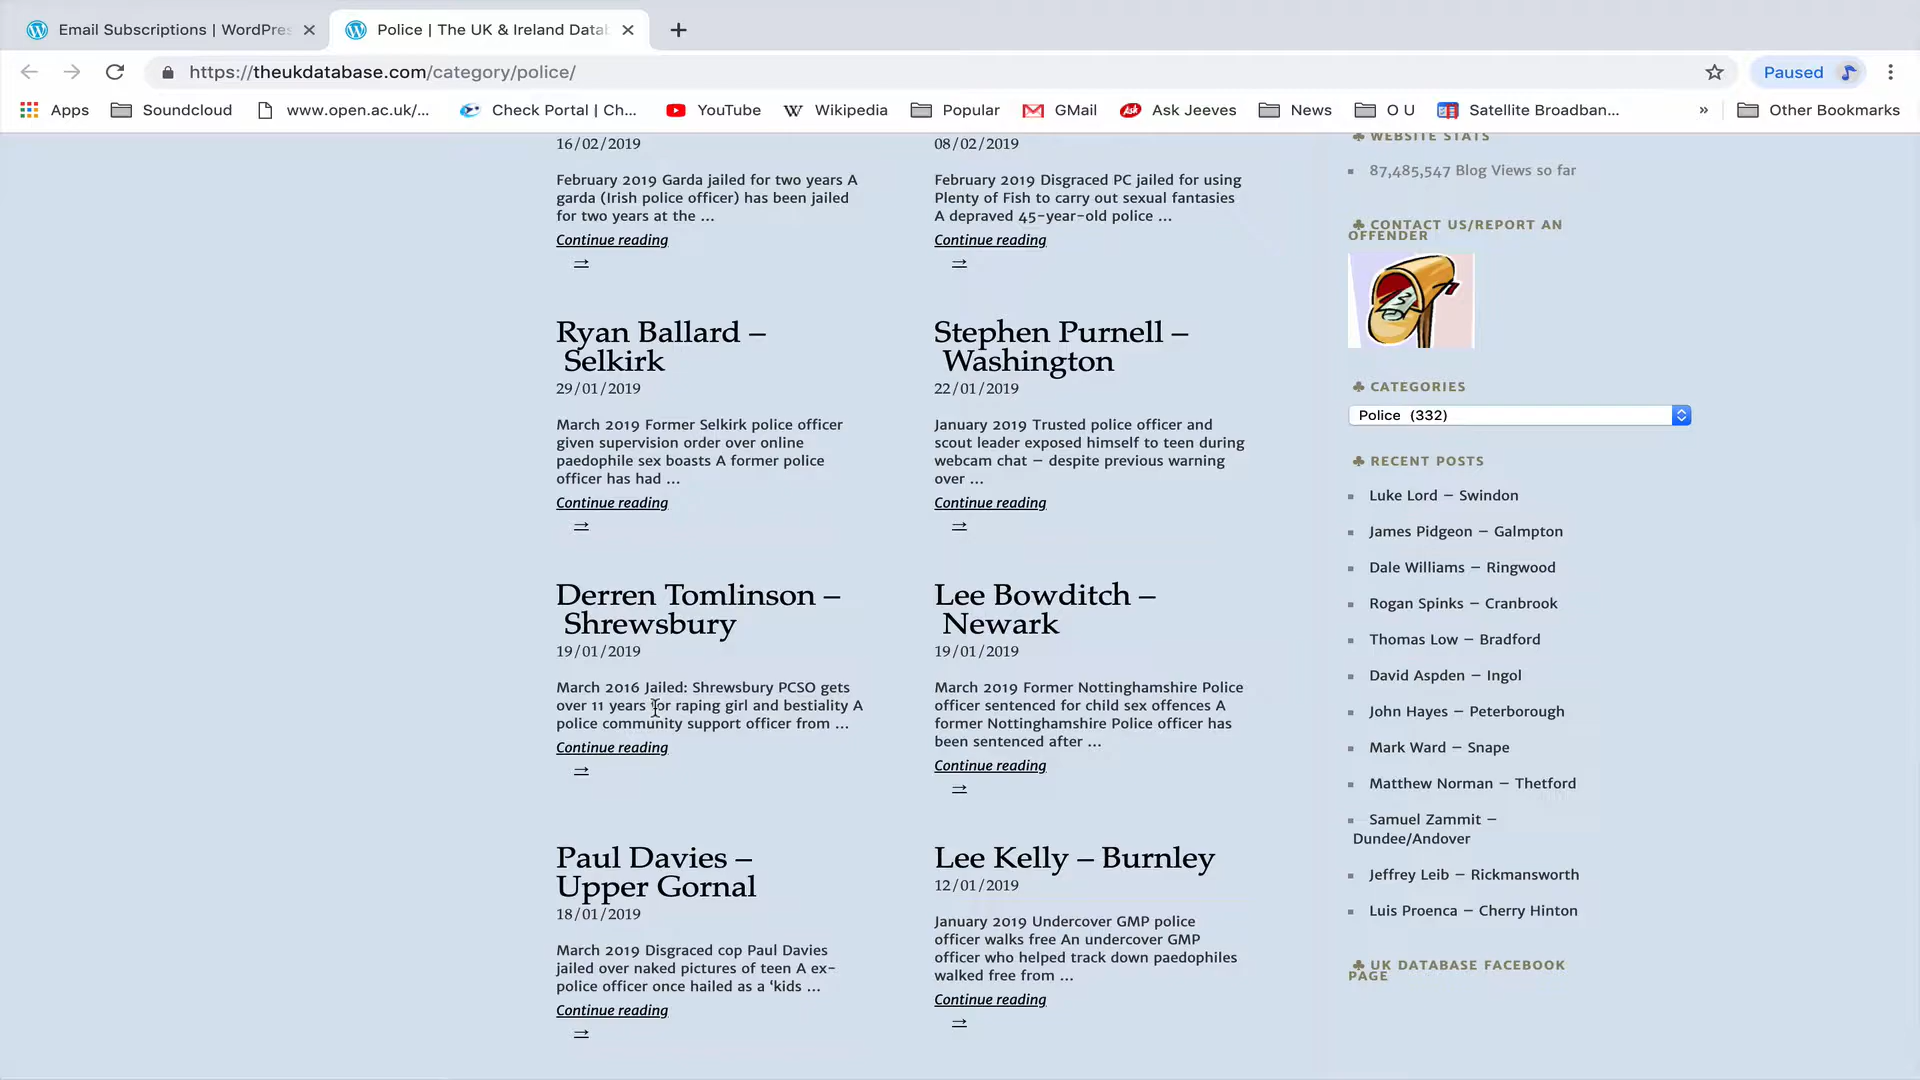 Email Subscriptions | WordPres
Police | The UK & Ireland Datab
https://theukdatabase.com/category/police/
Paused
Apps
Soundcloud
www.open.ac.uk/...
Check Portal | Ch...
YouTube
Wikipedia
Popular
GMail
Ask Jeeves
News
O U
Satellite Broadban...
»
Other Bookmarks
16/02/2019
February 2019 Garda jailed for two years A
garda (Irish police officer) has been jailed
for two years at the …
Continue reading
→
08/02/2019
February 2019 Disgraced PC jailed for using
Plenty of Fish to carry out sexual fantasies
A depraved 45-year-old police …
Continue reading
→
Ryan Ballard –
Selkirk
29/01/2019
March 2019 Former Selkirk police officer
given supervision order over online
paedophile sex boasts A former police
officer has had …
Continue reading
→
Stephen Purnell –
Washington
22/01/2019
January 2019 Trusted police officer and
scout leader exposed himself to teen during
webcam chat – despite previous warning
over …
Continue reading
→
Derren Tomlinson –
Shrewsbury
19/01/2019
March 2016 Jailed: Shrewsbury PCSO gets
over 11 years for raping girl and bestiality A
police community support officer from …
Continue reading
→
Lee Bowditch –
Newark
19/01/2019
March 2019 Former Nottinghamshire Police
officer sentenced for child sex offences A
former Nottinghamshire Police officer has
been sentenced after …
Continue reading
→
Paul Davies –
Upper Gornal
18/01/2019
March 2019 Disgraced cop Paul Davies
jailed over naked pictures of teen A ex-
police officer once hailed as a ‘kids …
Continue reading
→
Lee Kelly – Burnley
12/01/2019
January 2019 Undercover GMP police
officer walks free An undercover GMP
officer who helped track down paedophiles
walked free from …
Continue reading
→
♣ WEBSITE STATS
87,485,547 Blog Views so far
♣ CONTACT US/REPORT AN
OFFENDER
♣ CATEGORIES
Police (332)
♣ RECENT POSTS
Luke Lord – Swindon
James Pidgeon – Galmpton
Dale Williams – Ringwood
Rogan Spinks – Cranbrook
Thomas Low – Bradford
David Aspden – Ingol
John Hayes – Peterborough
Mark Ward – Snape
Matthew Norman – Thetford
Samuel Zammit –
Dundee/Andover
Jeffrey Leib – Rickmansworth
Luis Proenca – Cherry Hinton
♣ UK DATABASE FACEBOOK
PAGE